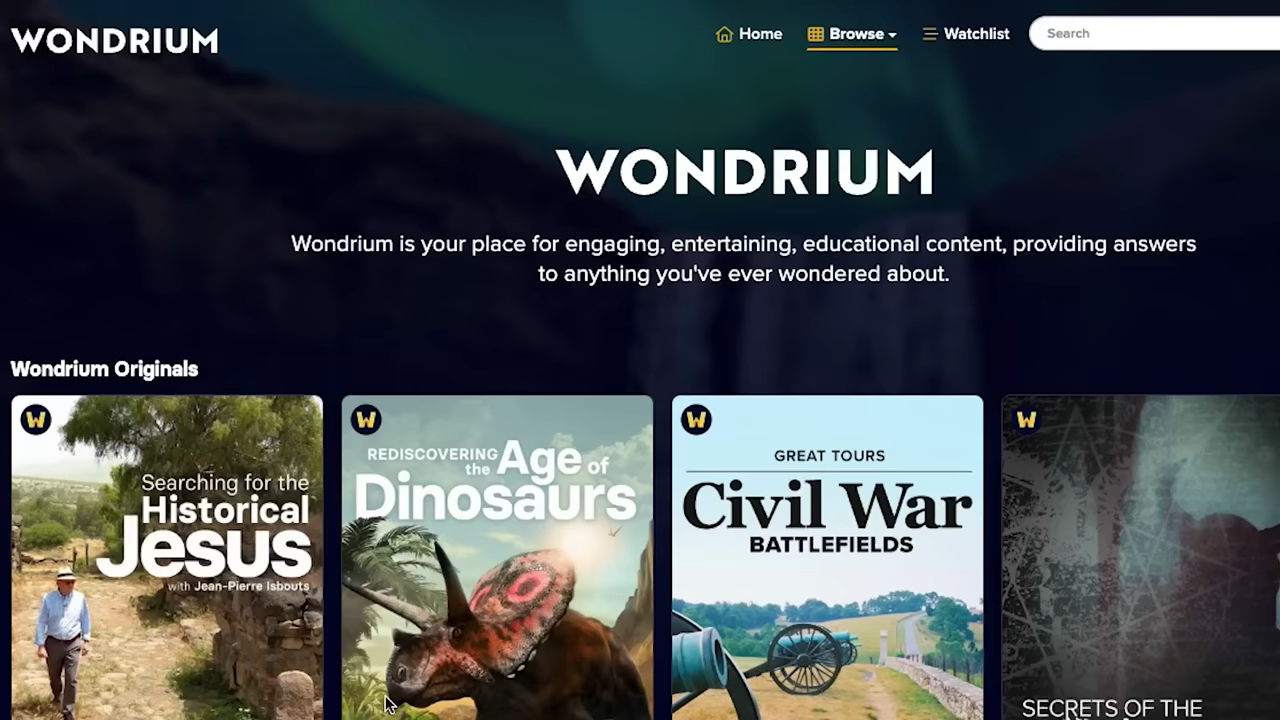 WONDRIUM
Home
Browse
Watchlist
Search
WONDRIUM
Wondrium is your place for engaging, entertaining, educational content, providing answers
to anything you've ever wondered about.
Wondrium Originals
W
Searching for the
Historical
Jesus
with Jean-Pierre Isbouts
W
REDISCOVERING
the Age of
Dinosaurs
W
GREAT TOURS
Civil War
BATTLEFIELDS
W
SECRETS OF THE